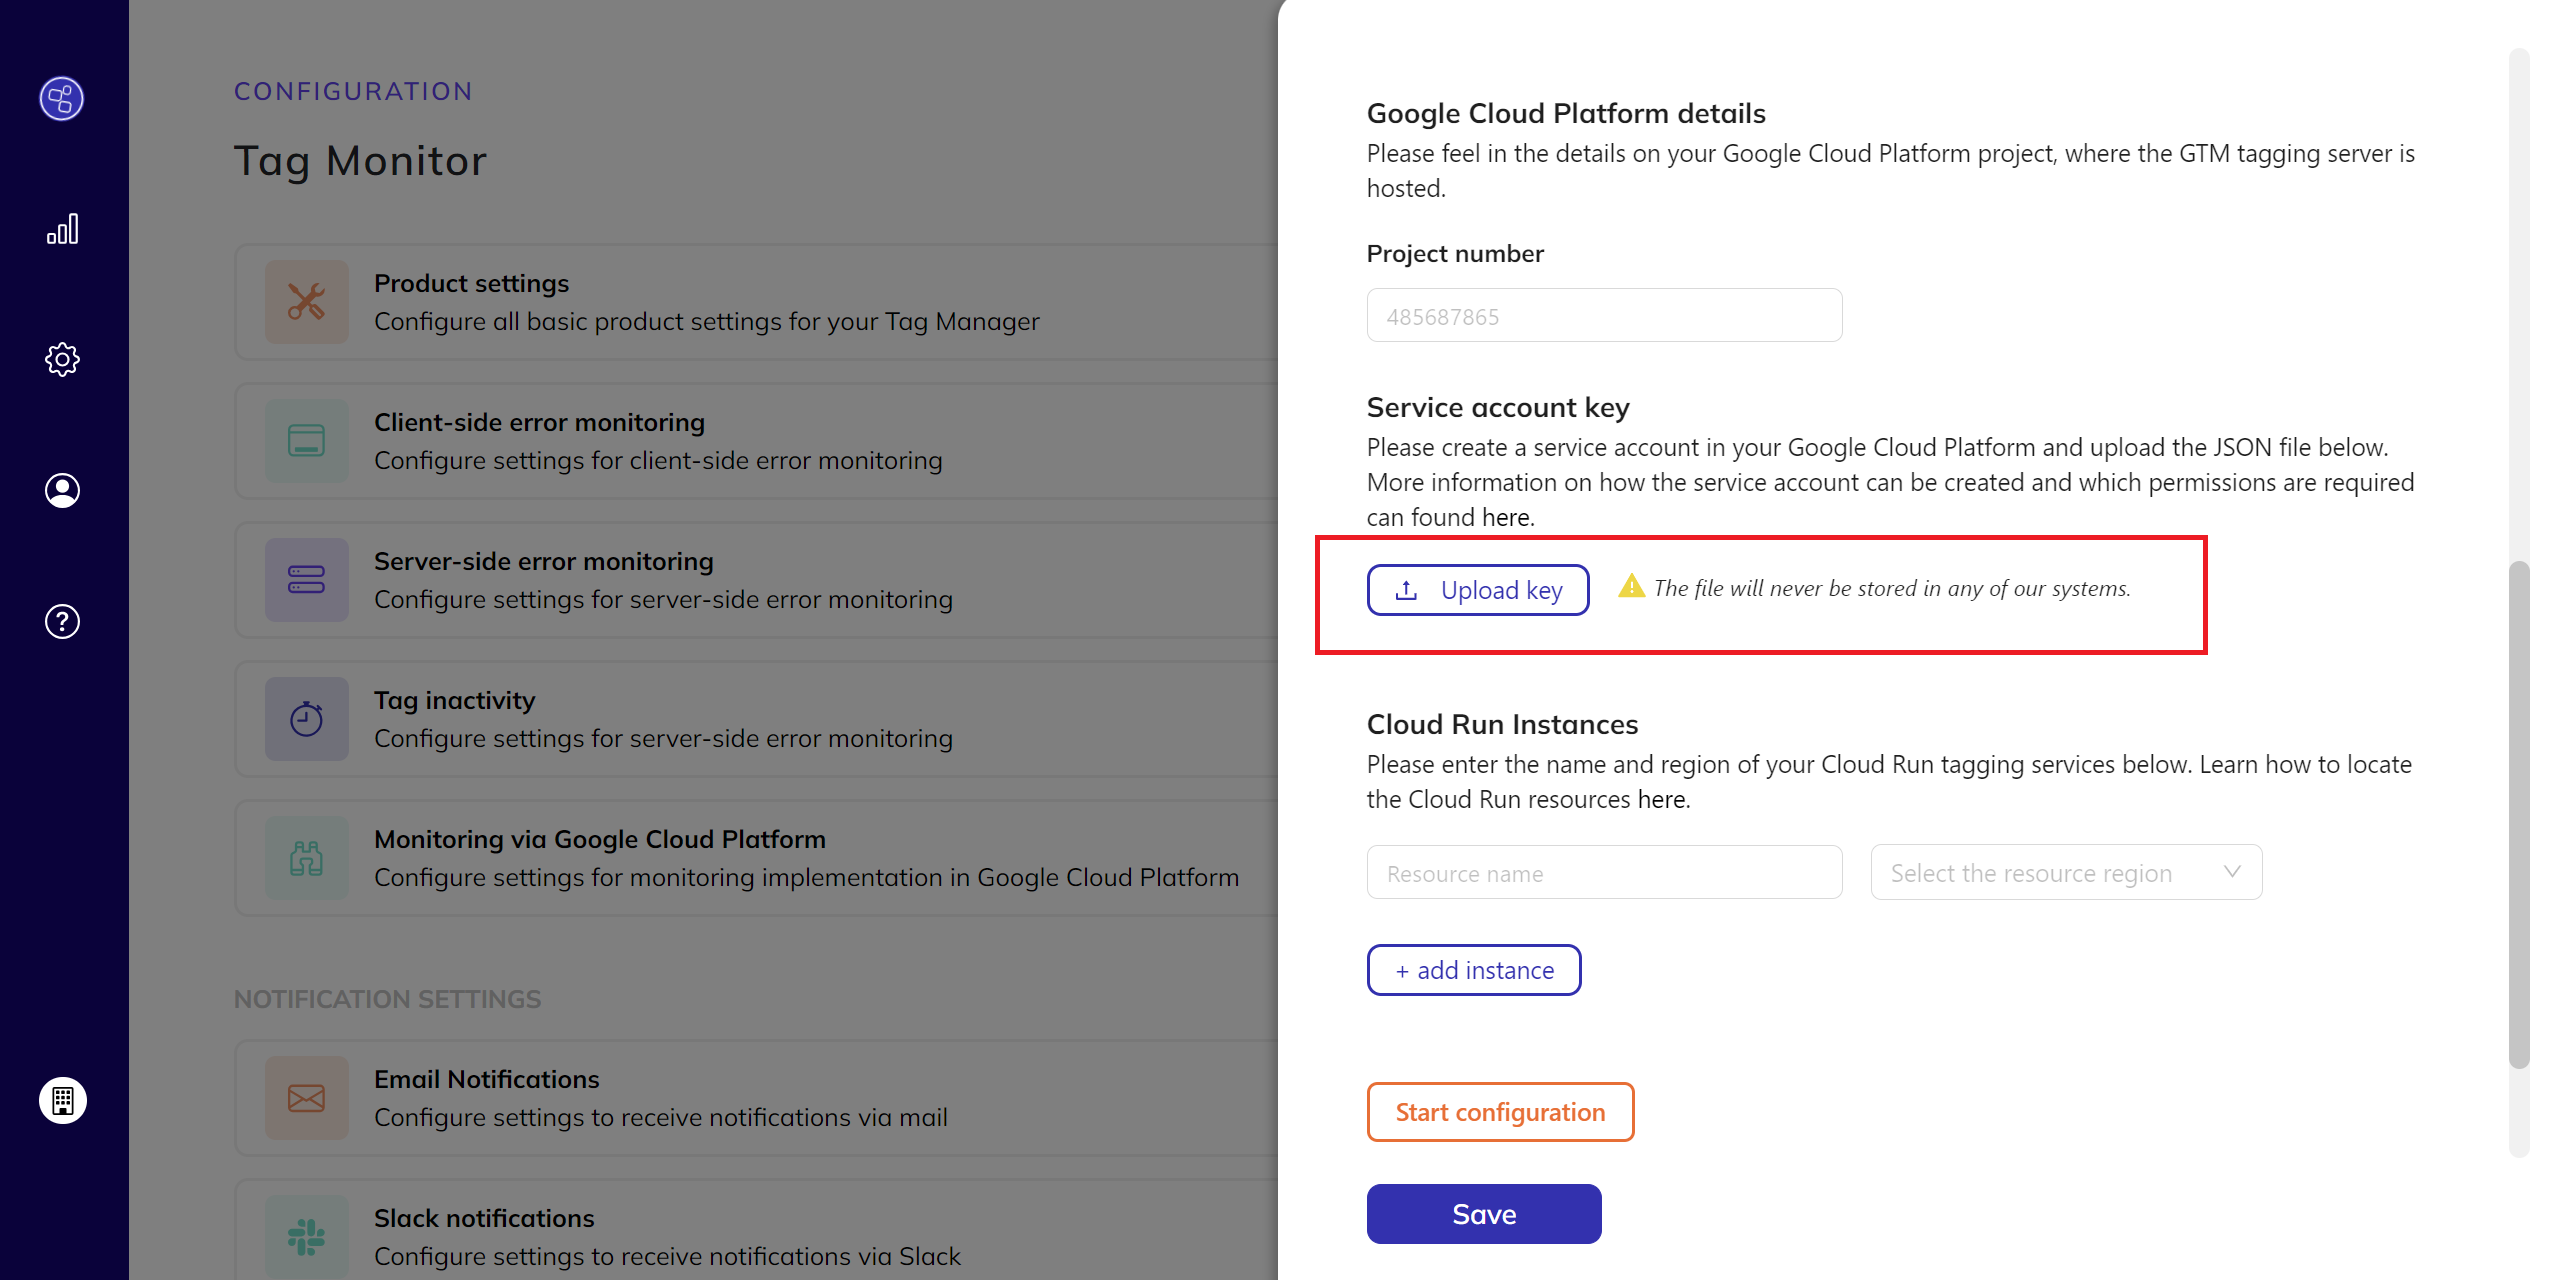 CONFIGURATION
Tag Monitor
Product settings
Configure all basic product settings for your Tag Manager
Client-side error monitoring
Configure settings for client-side error monitoring
Server-side error monitoring
Configure settings for server-side error monitoring
Tag inactivity
Configure settings for server-side error monitoring
Monitoring via Google Cloud Platform
Configure settings for monitoring implementation in Google Cloud Platform
NOTIFICATION SETTINGS
Email Notifications
Configure settings to receive notifications via mail
Slack notifications
Configure settings to receive notifications via Slack
Google Cloud Platform details
Please feel in the details on your Google Cloud Platform project, where the GTM tagging server is
hosted.
Project number
485687865
Service account key
Please create a service account in your Google Cloud Platform and upload the JSON file below.
More information on how the service account can be created and which permissions are required
can found here.
Upload key
The file will never be stored in any of our systems.
Cloud Run Instances
Please enter the name and region of your Cloud Run tagging services below. Learn how to locate
the Cloud Run resources here.
Resource name
Select the resource region
+ add instance
Start configuration
Save